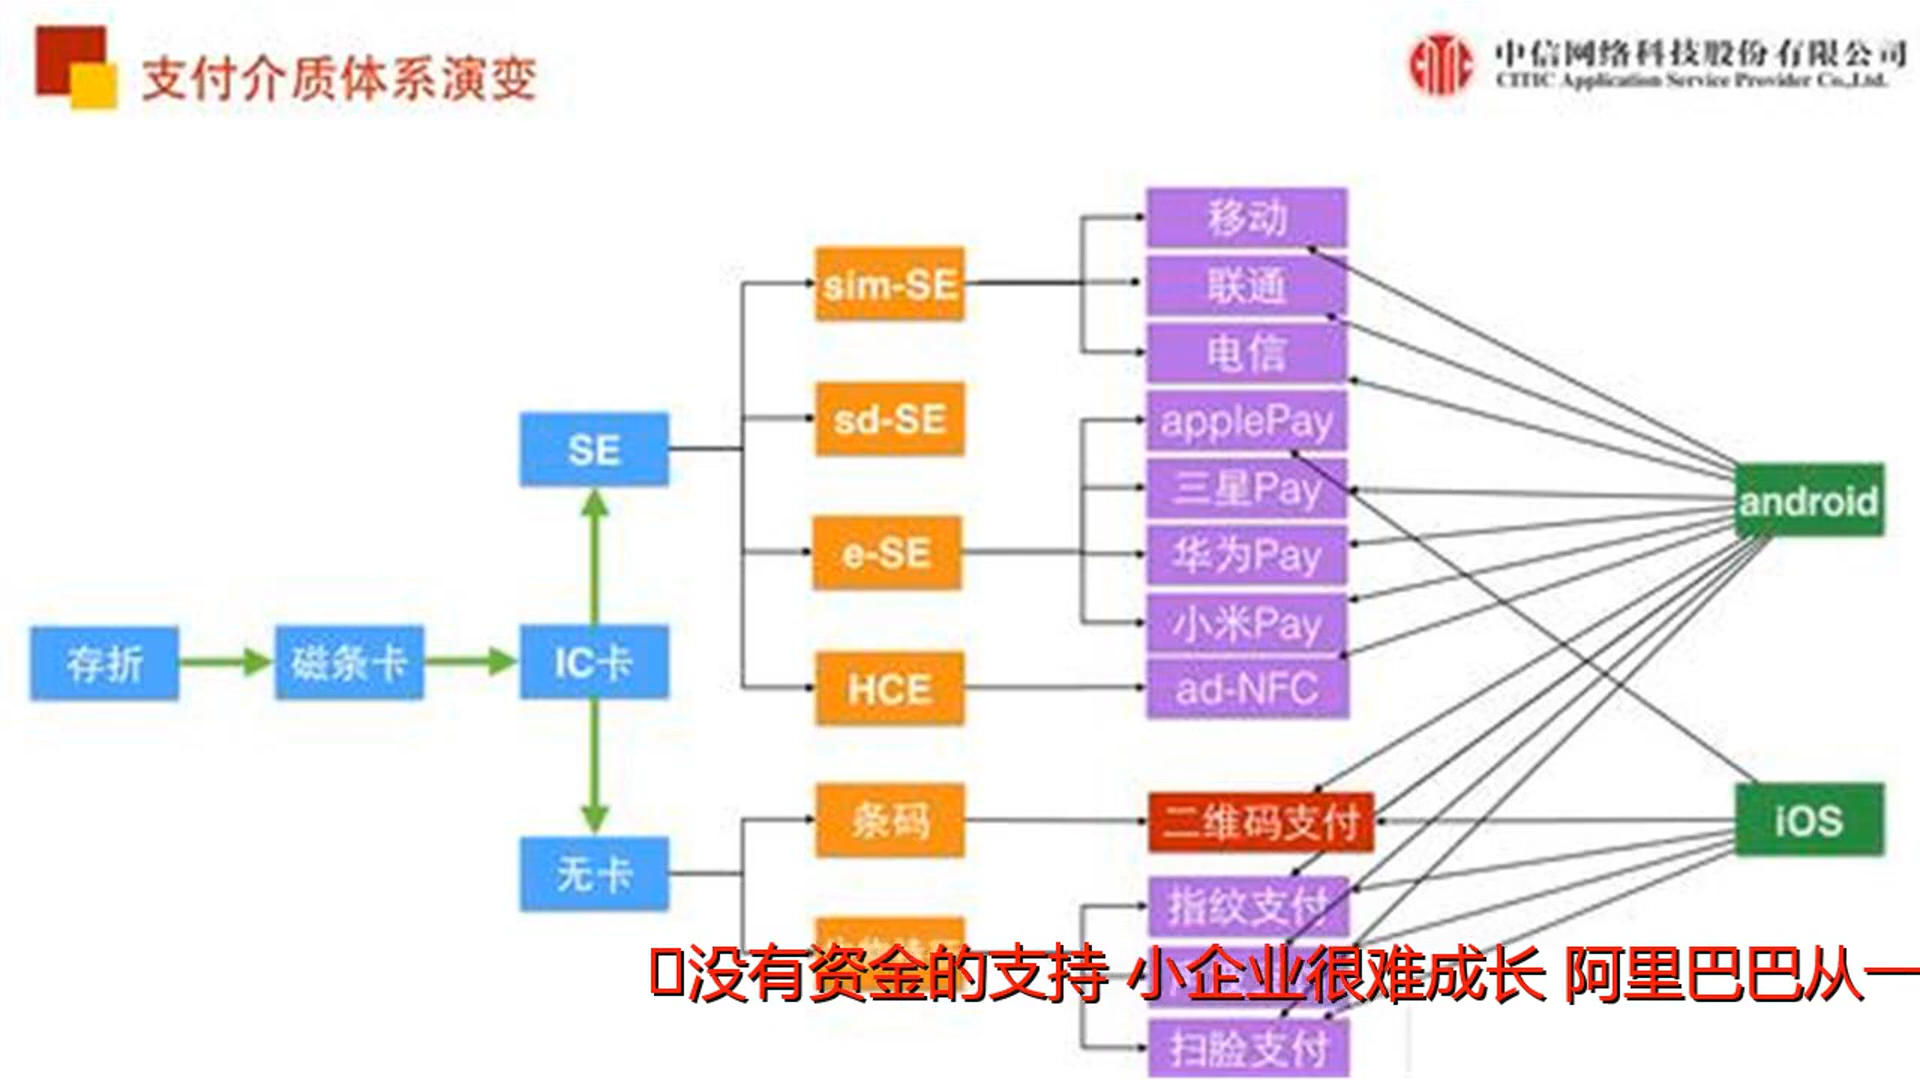 支付介质体系演变
中信网络科技股份有限公司
CITIC Application Service Provider Co.,Ltd.
移动
sim-SE
联通
电信
sd-SE
applePay
SE
三星Pay
android
e-SE
华为Pay
小米Pay
存折
磁条卡
IC卡
HCE
ad-NFC
条码
二维码支付
iOS
无卡
指纹支付
没有资金的支持 小企业很难成长 阿里巴巴从一
扫脸支付